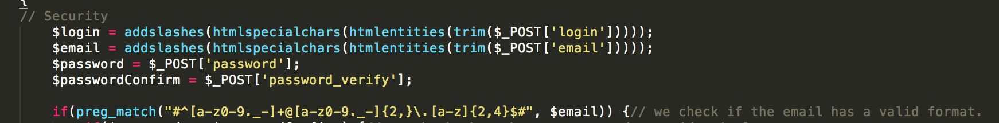 {
// Security
$login = addslashes(htmlspecialchars(htmlentities(trim($_POST['login']))));
$email = addslashes(htmlspecialchars(htmlentities(trim($_POST['email']))));
$password = $_POST['password'];
$passwordConfirm = $_POST['password_verify'];
if(preg_match("#^[a-z0-9._-]+@[a-z0-9._-]{2,}\.[a-z]{2,4}$#", $email)) {// we check if the email has a valid format.